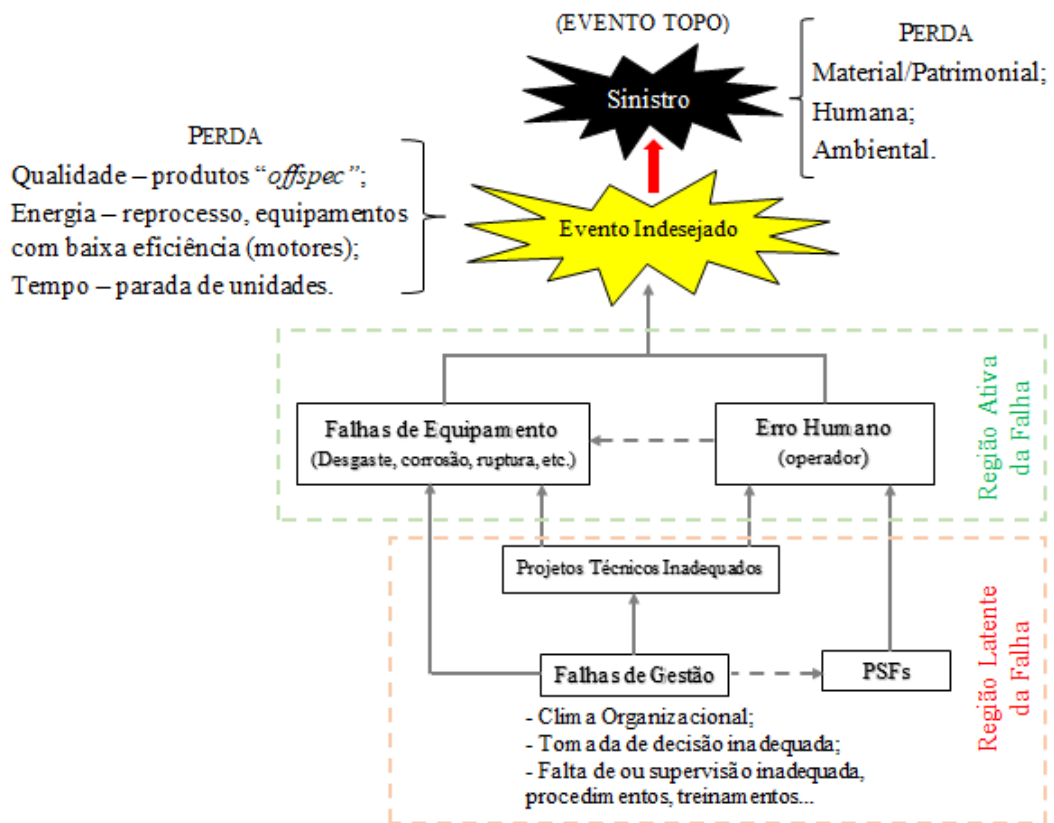 (EVENTO TOPO)
Sinistro
PERDA
Material/Patrimonial;
Humana;
Ambiental.
PERDA
Qualidade – produtos “offspec”;
Energia – reprocesso, equipamentos
com baixa eficiência (motores);
Tempo – parada de unidades.
Evento Indesejado
Falhas de Equipamento
(Desgaste, corrosão, ruptura, etc.)
Erro Humano
(operador)
Região Ativa
da Falha
Projetos Técnicos Inadequados
Falhas de Gestão
PSFs
- Clima Organizacional;
- Tomada de decisão inadequada;
- Falta de ou supervisão inadequada,
procedimentos, treinamentos...
Região Latente
da Falha